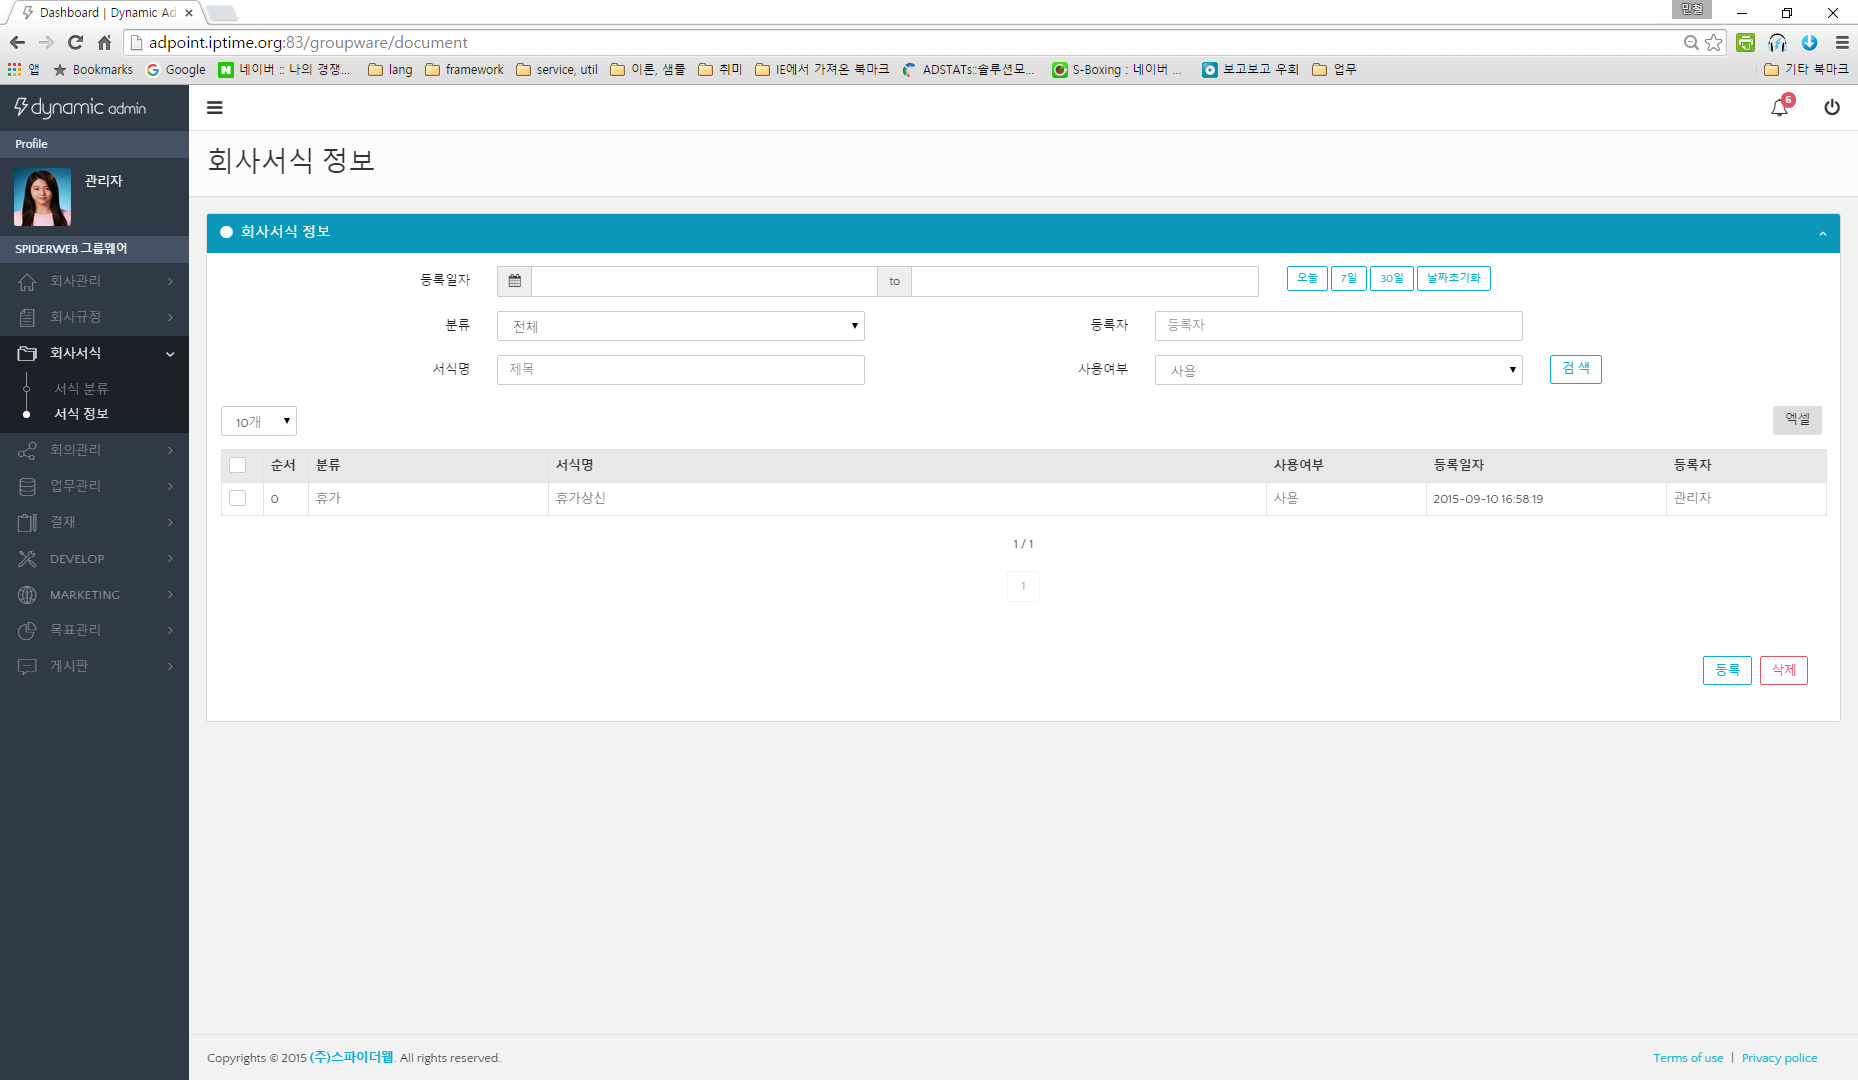 Dashboard | Dynamic Ad
민철
adpoint.iptime.org:83/groupware/document
앱 Bookmarks Google 네이버 :: 나의 경쟁... lang framework service, util 이론, 샘플 취미 IE에서 가져온 북마크 ADSTATs::솔루션모... S-Boxing : 네이버 ... 보고보고 우회 업무 기타 북마크
dynamic admin
6
Profile
관리자
SPIDERWEB 그룹웨어
회사관리
회사규정
회사서식
서식 분류
서식 정보
회의관리
업무관리
결재
DEVELOP
MARKETING
목표관리
게시판
회사서식 정보
회사서식 정보
등록일자 to 오늘 7일 30일 날짜초기화
분류 전체 등록자 등록자
서식명 제목 사용여부 사용 검색
10개 엑셀
순서 분류 서식명 사용여부 등록일자 등록자
0 휴가 휴가상신 사용 2015-09-10 16:58:19 관리자
1 / 1
1
등록 삭제
Copyrights © 2015 (주)스파이더웹. All rights reserved. Terms of use | Privacy police